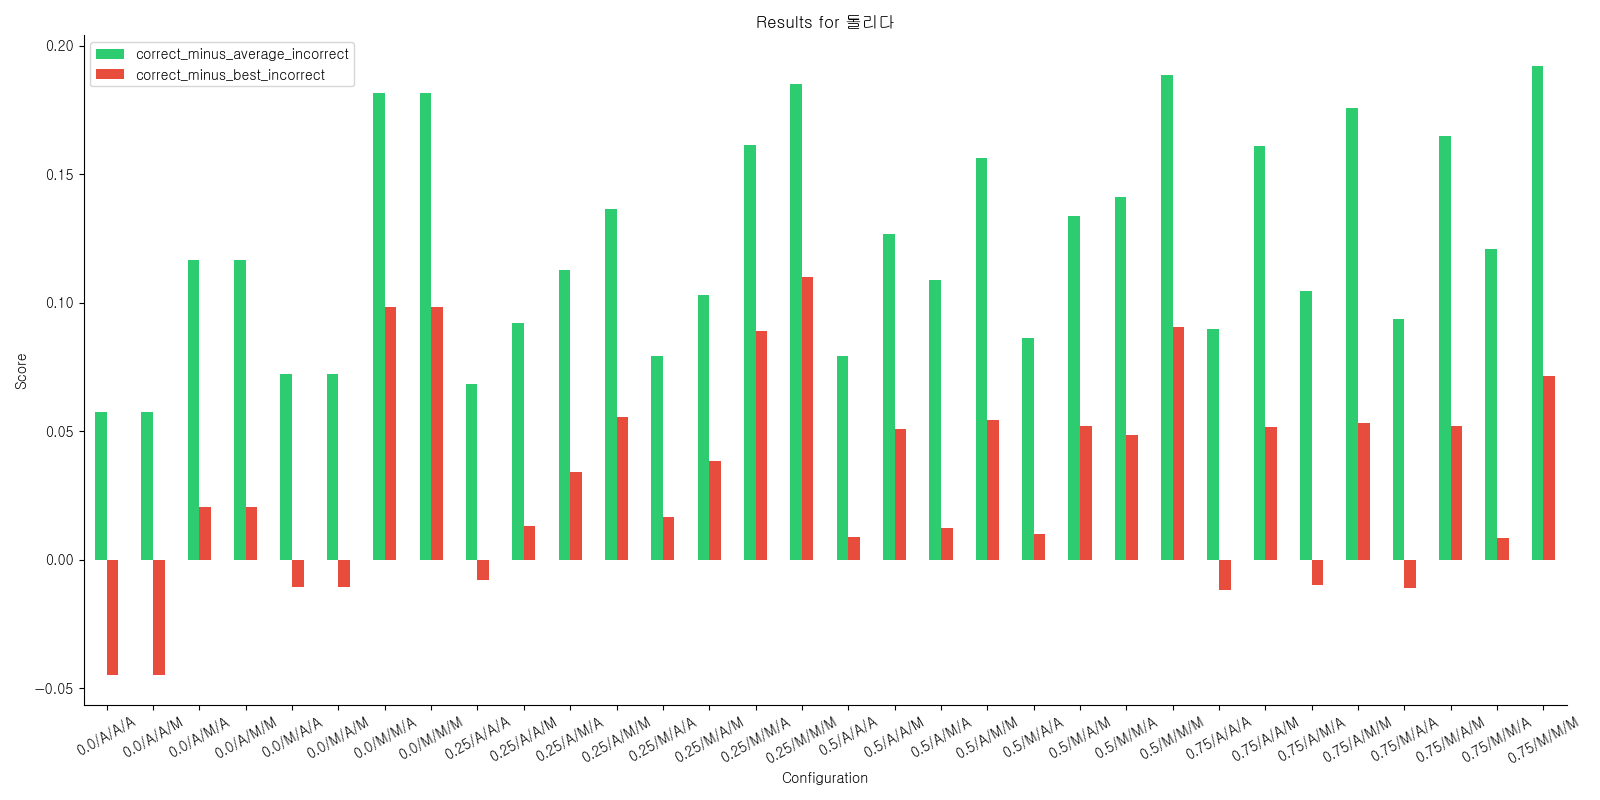 Results for 돌리다
correct_minus_average_incorrect
correct_minus_best_incorrect
Score
0.20
0.15
0.10
0.05
0.00
−0.05
0.0/A/A/A
0.0/A/A/M
0.0/A/M/A
0.0/A/M/M
0.0/M/A/A
0.0/M/A/M
0.0/M/M/A
0.0/M/M/M
0.25/A/A/A
0.25/A/A/M
0.25/A/M/A
0.25/A/M/M
0.25/M/A/A
0.25/M/A/M
0.25/M/M/A
0.25/M/M/M
0.5/A/A/A
0.5/A/A/M
0.5/A/M/A
0.5/A/M/M
0.5/M/A/A
0.5/M/A/M
0.5/M/M/A
0.5/M/M/M
0.75/A/A/A
0.75/A/A/M
0.75/A/M/A
0.75/A/M/M
0.75/M/A/A
0.75/M/A/M
0.75/M/M/A
0.75/M/M/M
Configuration